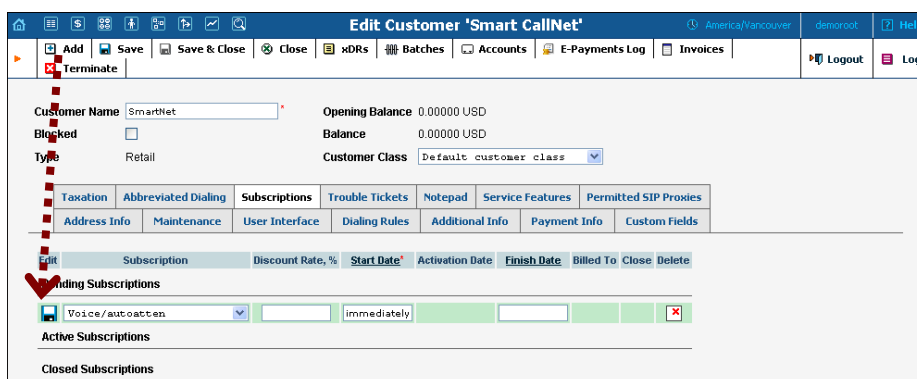 Edit Customer 'Smart CallNet' America/Vancouver demoroot Hel
Add Save Save & Close Close xDRs Batches Accounts E-Payments Log Invoices
Terminate Logout Log
Customer Name SmartNet * Opening Balance 0.00000 USD
Blocked Balance 0.00000 USD
Type Retail Customer Class Default customer class
Taxation Abbreviated Dialing Subscriptions Trouble Tickets Notepad Service Features Permitted SIP Proxies
Address Info Maintenance User Interface Dialing Rules Additional Info Payment Info Custom Fields
Edit Subscription Discount Rate, % Start Date* Activation Date Finish Date Billed To Close Delete
Pending Subscriptions
Voice/autoatten immediately
Active Subscriptions
Closed Subscriptions